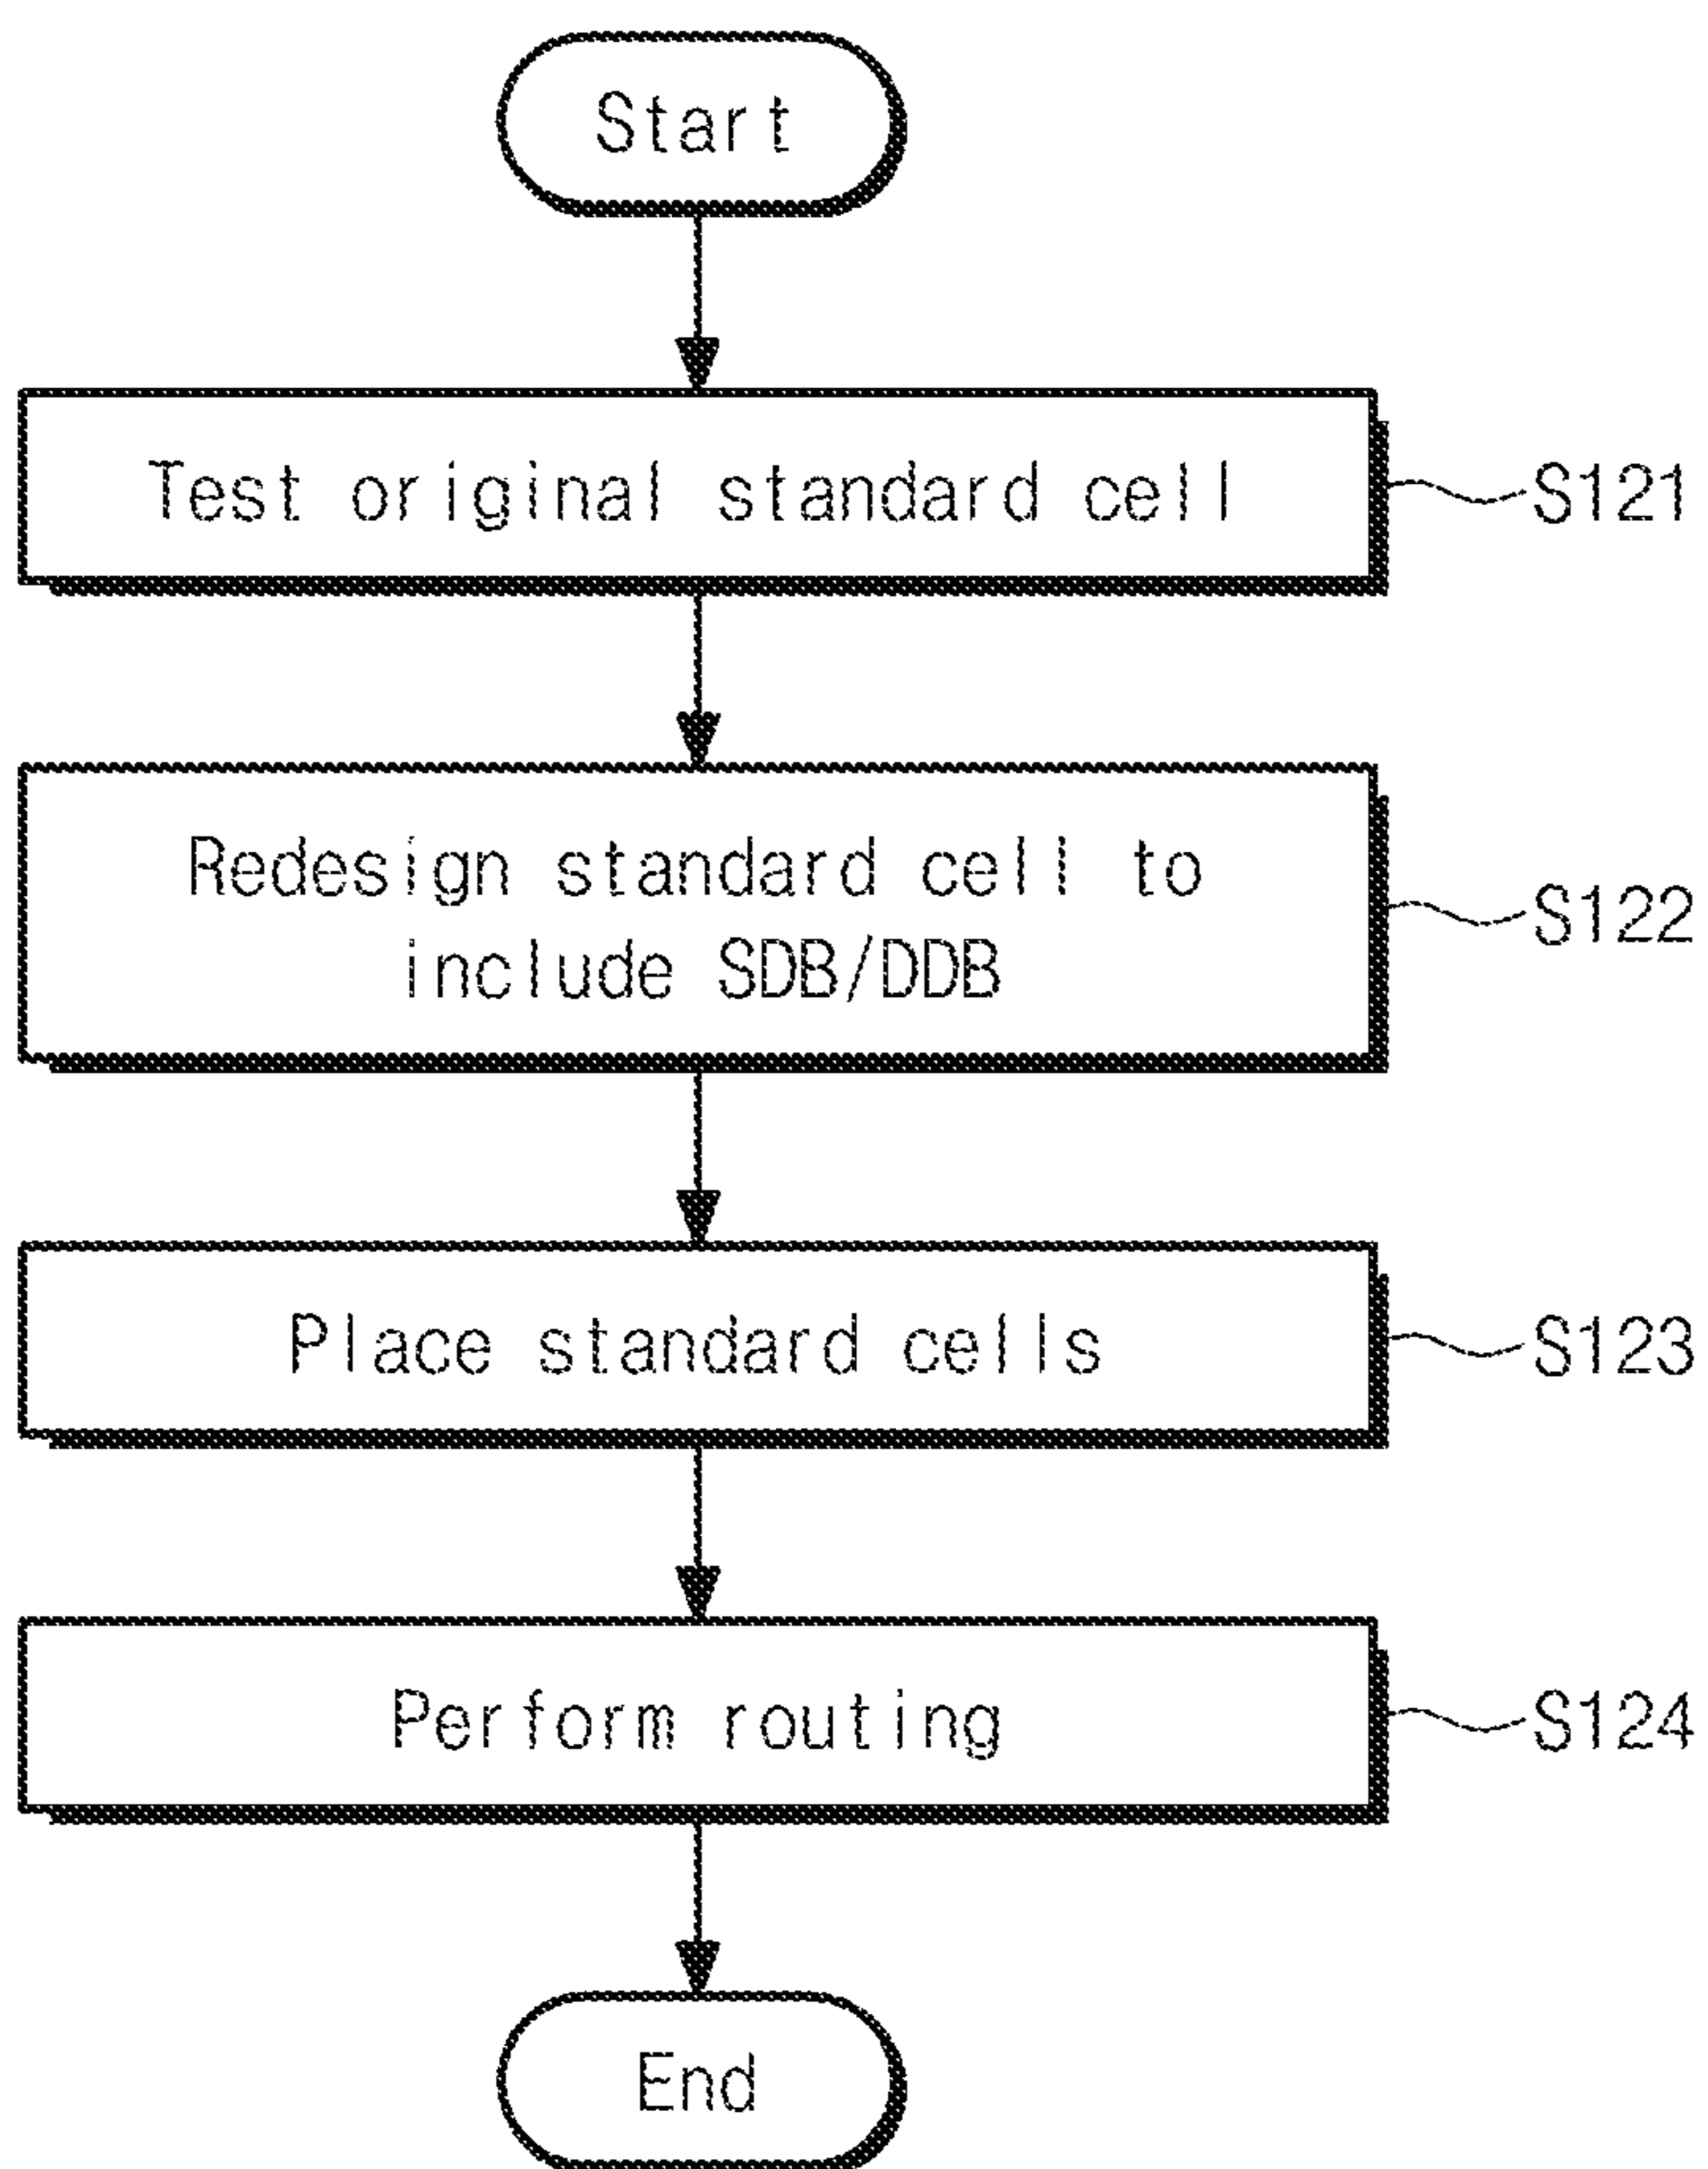 Start
Test original standard cell
S121
Redesign standard cell to
include SDB/DDB
S122
Place standard cells
S123
Perform routing
S124
End